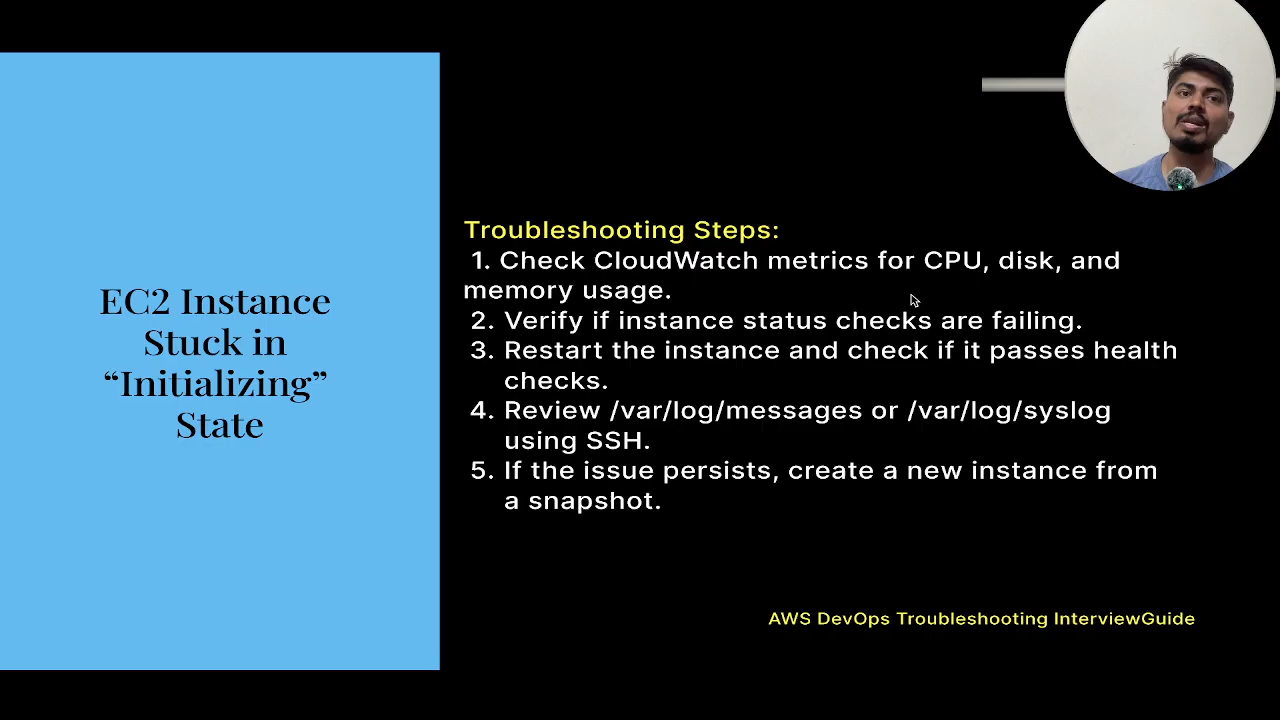 EC2 Instance
Stuck in
“Initializing”
State
Troubleshooting Steps:
1. Check CloudWatch metrics for CPU, disk, and
memory usage.
2. Verify if instance status checks are failing.
3. Restart the instance and check if it passes health
checks.
4. Review /var/log/messages or /var/log/syslog
using SSH.
5. If the issue persists, create a new instance from
a snapshot.
AWS DevOps Troubleshooting InterviewGuide